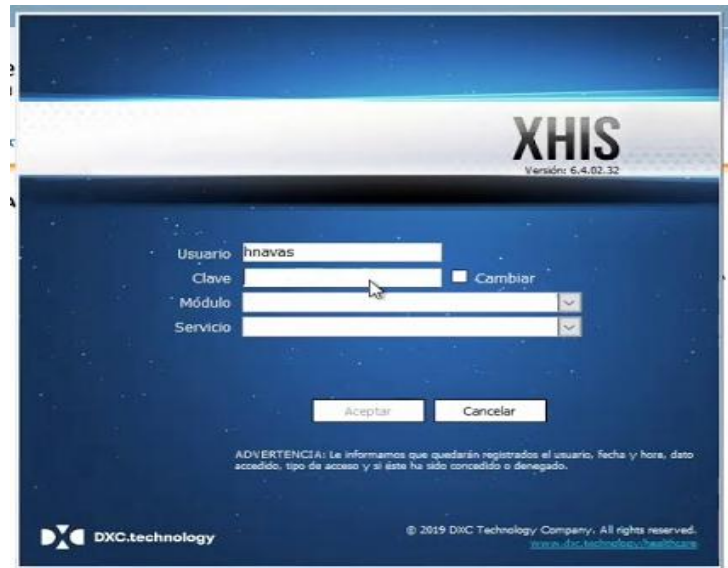 XHIS
Versión: 6.4.02.32
Usuario hnavas
Clave Cambiar
Módulo
Servicio
Aceptar Cancelar
ADVERTENCIA: Le informamos que quedarán registrados el usuario, fecha y hora, dato
accedido, tipo de acceso y si éste ha sido concedido o denegado.
DXC.technology
© 2019 DXC Technology Company. All rights reserved.
www.dxc.technology/healthcare